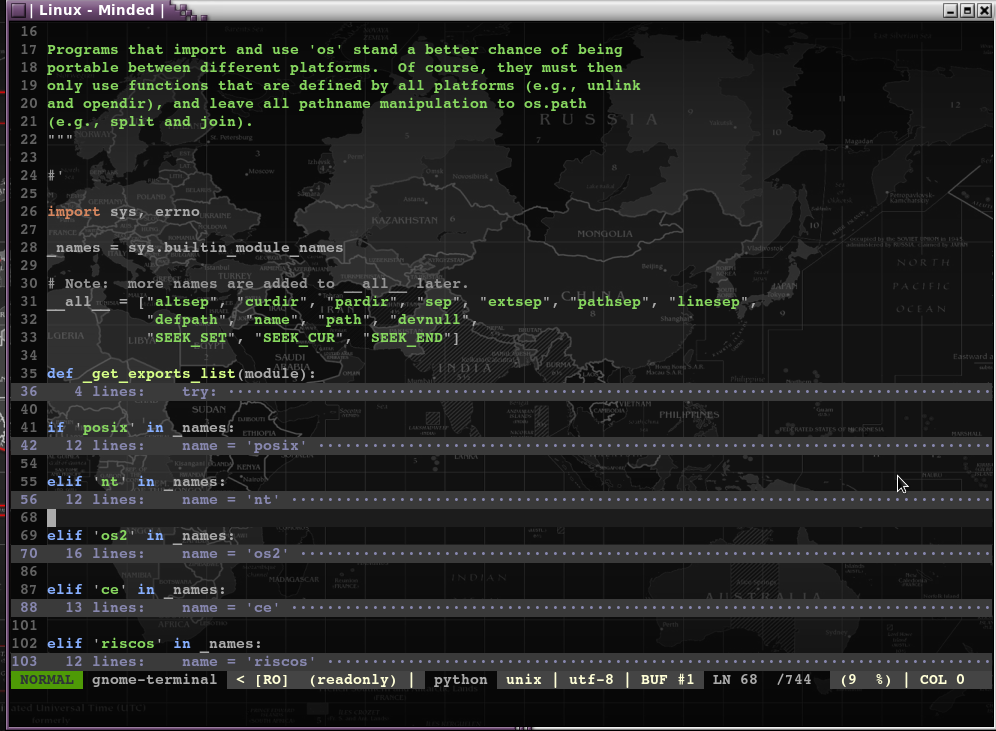 | Linux - Minded |
16
17 Programs that import and use 'os' stand a better chance of being
18 portable between different platforms.  Of course, they must then
19 only use functions that are defined by all platforms (e.g., unlink
20 and opendir), and leave all pathname manipulation to os.path
21 (e.g., split and join).
22 """
23
24 #'
25
26 import sys, errno
27
28 _names = sys.builtin_module_names
29
30 # Note:  more names are added to __all__ later.
31 __all__ = ["altsep", "curdir", "pardir", "sep", "extsep", "pathsep", "linesep",
32            "defpath", "name", "path", "devnull",
33            "SEEK_SET", "SEEK_CUR", "SEEK_END"]
34
35 def _get_exports_list(module):
36    4 lines:    try:
40
41 if 'posix' in _names:
42   12 lines:    name = 'posix'
54
55 elif 'nt' in _names:
56   12 lines:    name = 'nt'
68
69 elif 'os2' in _names:
70   16 lines:    name = 'os2'
86
87 elif 'ce' in _names:
88   13 lines:    name = 'ce'
101
102 elif 'riscos' in _names:
103   12 lines:    name = 'riscos'
NORMAL gnome-terminal < [RO]  (readonly) | python unix | utf-8 | BUF #1 LN 68  /744 (9  %) | COL 0
RUSSIA
KAZAKHSTAN
MONGOLIA
CHINA
NORTH
PACIFIC
OCEAN
INDIA
SUDAN
PHILIPPINES
KENYA
MADAGASCAR
INDIAN
AUSTRALIA